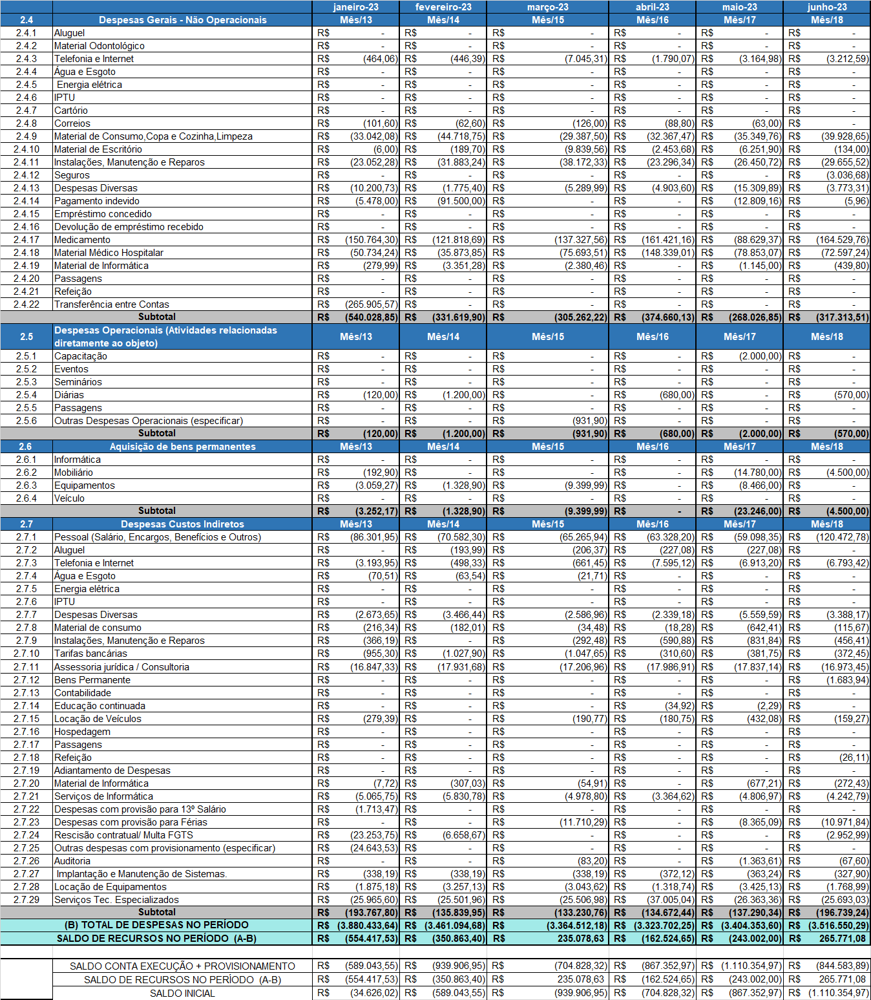 janeiro-23 fevereiro-23 março-23 abril-23 maio-23 junho-23
2.4 Despesas Gerais - Não Operacionais Mês/13 Mês/14 Mês/15 Mês/16 Mês/17 Mês/18
2.4.1 Aluguel R$ - R$ - R$ - R$ - R$ - R$ -
2.4.2 Material Odontológico R$ - R$ - R$ - R$ - R$ - R$ -
2.4.3 Telefonia e Internet R$ (464,06) R$ (446,39) R$ (7.045,31) R$ (1.790,07) R$ (3.164,98) R$ (3.212,59)
2.4.4 Água e Esgoto R$ - R$ - R$ - R$ - R$ - R$ -
2.4.5 Energia elétrica R$ - R$ - R$ - R$ - R$ - R$ -
2.4.6 IPTU R$ - R$ - R$ - R$ - R$ - R$ -
2.4.7 Cartório R$ - R$ - R$ - R$ - R$ - R$ -
2.4.8 Correios R$ (101,60) R$ (62,60) R$ (126,00) R$ (88,80) R$ (63,00) R$ -
2.4.9 Material de Consumo,Copa e Cozinha,Limpeza R$ (33.042,08) R$ (44.718,75) R$ (29.387,50) R$ (32.367,47) R$ (35.349,76) R$ (39.928,65)
2.4.10 Material de Escritório R$ (6,00) R$ (189,70) R$ (9.839,56) R$ (2.453,68) R$ (6.251,90) R$ (134,00)
2.4.11 Instalações, Manutenção e Reparos R$ (23.052,28) R$ (31.883,24) R$ (38.172,33) R$ (23.296,34) R$ (26.450,72) R$ (29.655,52)
2.4.12 Seguros R$ - R$ - R$ - R$ - R$ - R$ (3.036,68)
2.4.13 Despesas Diversas R$ (10.200,73) R$ (1.775,40) R$ (5.289,99) R$ (4.903,60) R$ (15.309,89) R$ (3.773,31)
2.4.14 Pagamento indevido R$ (5.478,00) R$ (91.500,00) R$ - R$ - R$ (12.809,16) R$ (5,96)
2.4.15 Empréstimo concedido R$ - R$ - R$ - R$ - R$ - R$ -
2.4.16 Devolução de empréstimo recebido R$ - R$ - R$ - R$ - R$ - R$ -
2.4.17 Medicamento R$ (150.764,30) R$ (121.818,69) R$ (137.327,56) R$ (161.421,16) R$ (88.629,37) R$ (164.529,76)
2.4.18 Material Médico Hospitalar R$ (50.734,24) R$ (35.873,85) R$ (75.693,51) R$ (148.339,01) R$ (78.853,07) R$ (72.597,24)
2.4.19 Material de Informática R$ (279,99) R$ (3.351,28) R$ (2.380,46) R$ - R$ (1.145,00) R$ (439,80)
2.4.20 Passagens R$ - R$ - R$ - R$ - R$ - R$ -
2.4.21 Refeição R$ - R$ - R$ - R$ - R$ - R$ -
2.4.22 Transferência entre Contas R$ (265.905,57) R$ - R$ - R$ - R$ - R$ -
Subtotal R$ (540.028,85) R$ (331.619,90) R$ (305.262,22) R$ (374.660,13) R$ (268.026,85) R$ (317.313,51)
2.5 Despesas Operacionais (Atividades relacionadas
diretamente ao objeto) Mês/13 Mês/14 Mês/15 Mês/16 Mês/17 Mês/18
2.5.1 Capacitação R$ - R$ - R$ - R$ - R$ (2.000,00) R$ -
2.5.2 Eventos R$ - R$ - R$ - R$ - R$ - R$ -
2.5.3 Seminários R$ - R$ - R$ - R$ - R$ - R$ -
2.5.4 Diárias R$ (120,00) R$ (1.200,00) R$ - R$ (680,00) R$ - R$ (570,00)
2.5.5 Passagens R$ - R$ - R$ - R$ - R$ - R$ -
2.5.6 Outras Despesas Operacionais (especificar) R$ - R$ - R$ (931,90) R$ - R$ - R$ -
Subtotal R$ (120,00) R$ (1.200,00) R$ (931,90) R$ (680,00) R$ (2.000,00) R$ (570,00)
2.6 Aquisição de bens permanentes Mês/13 Mês/14 Mês/15 Mês/16 Mês/17 Mês/18
2.6.1 Informática R$ - R$ - R$ - R$ - R$ - R$ -
2.6.2 Mobiliário R$ (192,90) R$ - R$ - R$ - R$ (14.780,00) R$ (4.500,00)
2.6.3 Equipamentos R$ (3.059,27) R$ (1.328,90) R$ (9.399,99) R$ - R$ (8.466,00) R$ -
2.6.4 Veículo R$ - R$ - R$ - R$ - R$ - R$ -
Subtotal R$ (3.252,17) R$ (1.328,90) R$ (9.399,99) R$ - R$ (23.246,00) R$ (4.500,00)
2.7 Despesas Custos Indiretos Mês/13 Mês/14 Mês/15 Mês/16 Mês/17 Mês/18
2.7.1 Pessoal (Salário, Encargos, Benefícios e Outros) R$ (86.301,95) R$ (70.582,30) R$ (65.265,94) R$ (63.328,20) R$ (59.098,35) R$ (120.472,78)
2.7.2 Aluguel R$ - R$ (193,99) R$ (206,37) R$ (227,08) R$ (227,08) R$ -
2.7.3 Telefonia e Internet R$ (3.193,95) R$ (498,33) R$ (661,45) R$ (7.595,12) R$ (6.913,20) R$ (6.793,42)
2.7.4 Água e Esgoto R$ (70,51) R$ (63,54) R$ (21,71) R$ - R$ - R$ -
2.7.5 Energia elétrica R$ - R$ - R$ - R$ - R$ - R$ -
2.7.6 IPTU R$ - R$ - R$ - R$ - R$ - R$ -
2.7.7 Despesas Diversas R$ (2.673,65) R$ (3.466,44) R$ (2.586,96) R$ (2.339,18) R$ (5.559,59) R$ (3.388,17)
2.7.8 Material de consumo R$ (216,34) R$ (182,01) R$ (34,48) R$ (18,28) R$ (642,41) R$ (115,67)
2.7.9 Instalações, Manutenção e Reparos R$ (366,19) R$ - R$ (292,48) R$ (590,88) R$ (831,84) R$ (456,41)
2.7.10 Tarifas bancárias R$ (955,30) R$ (1.027,90) R$ (1.047,65) R$ (310,60) R$ (381,75) R$ (372,45)
2.7.11 Assessoria jurídica / Consultoria R$ (16.847,33) R$ (17.931,68) R$ (17.206,96) R$ (17.986,91) R$ (17.837,14) R$ (16.973,45)
2.7.12 Bens Permanente R$ - R$ - R$ - R$ - R$ - R$ (1.683,94)
2.7.13 Contabilidade R$ - R$ - R$ - R$ - R$ - R$ -
2.7.14 Educação continuada R$ - R$ - R$ - R$ (34,92) R$ (2,29) R$ -
2.7.15 Locação de Veículos R$ (279,39) R$ - R$ (190,77) R$ (180,75) R$ (432,08) R$ (159,27)
2.7.16 Hospedagem R$ - R$ - R$ - R$ - R$ - R$ -
2.7.17 Passagens R$ - R$ - R$ - R$ - R$ - R$ -
2.7.18 Refeição R$ - R$ - R$ - R$ - R$ - R$ (26,11)
2.7.19 Adiantamento de Despesas R$ - R$ - R$ - R$ - R$ - R$ -
2.7.20 Material de Informática R$ (7,72) R$ (307,03) R$ (54,91) R$ - R$ (677,21) R$ (272,43)
2.7.21 Serviços de Informática R$ (5.065,75) R$ (5.830,78) R$ (4.978,80) R$ (3.364,62) R$ (4.806,97) R$ (4.242,79)
2.7.22 Despesas com provisão para 13º Salário R$ (1.713,47) R$ - R$ - R$ - R$ - R$ -
2.7.23 Despesas com provisão para Férias R$ - R$ - R$ (11.710,29) R$ - R$ (8.365,09) R$ (10.971,84)
2.7.24 Rescisão contratual/ Multa FGTS R$ (23.253,75) R$ (6.658,67) R$ - R$ - R$ - R$ (2.952,99)
2.7.25 Outras despesas com provisionamento (especificar) R$ (24.643,53) R$ - R$ - R$ - R$ - R$ -
2.7.26 Auditoria R$ - R$ - R$ (83,20) R$ - R$ (1.363,61) R$ (67,60)
2.7.27 Implantação e Manutenção de Sistemas. R$ (338,19) R$ (338,19) R$ (338,19) R$ (372,12) R$ (363,24) R$ (327,90)
2.7.28 Locação de Equipamentos R$ (1.875,18) R$ (3.257,13) R$ (3.043,62) R$ (1.318,74) R$ (3.425,13) R$ (1.768,99)
2.7.29 Serviços Tec. Especializados R$ (25.965,60) R$ (25.501,96) R$ (25.506,98) R$ (37.005,04) R$ (26.363,36) R$ (25.693,03)
Subtotal R$ (193.767,80) R$ (135.839,95) R$ (133.230,76) R$ (134.672,44) R$ (137.290,34) R$ (196.739,24)
(B) TOTAL DE DESPESAS NO PERÍODO R$ (3.880.433,64) R$ (3.461.094,68) R$ (3.364.512,18) R$ (3.323.702,25) R$ (3.404.353,60) R$ (3.516.550,29)
SALDO DE RECURSOS NO PERÍODO (A-B) R$ (554.417,53) R$ (350.863,40) R$ 235.078,63 R$ (162.524,65) R$ (243.002,00) R$ 265.771,08
SALDO CONTA EXECUÇÃO + PROVISIONAMENTO R$ (589.043,55) R$ (939.906,95) R$ (704.828,32) R$ (867.352,97) R$ (1.110.354,97) R$ (844.583,89)
SALDO DE RECURSOS NO PERÍODO (A-B) R$ (554.417,53) R$ (350.863,40) R$ 235.078,63 R$ (162.524,65) R$ (243.002,00) R$ 265.771,08
SALDO INICIAL R$ (34.626,02) R$ (589.043,55) R$ (939.906,95) R$ (704.828,32) R$ (867.352,97) R$ (1.110.354,97)